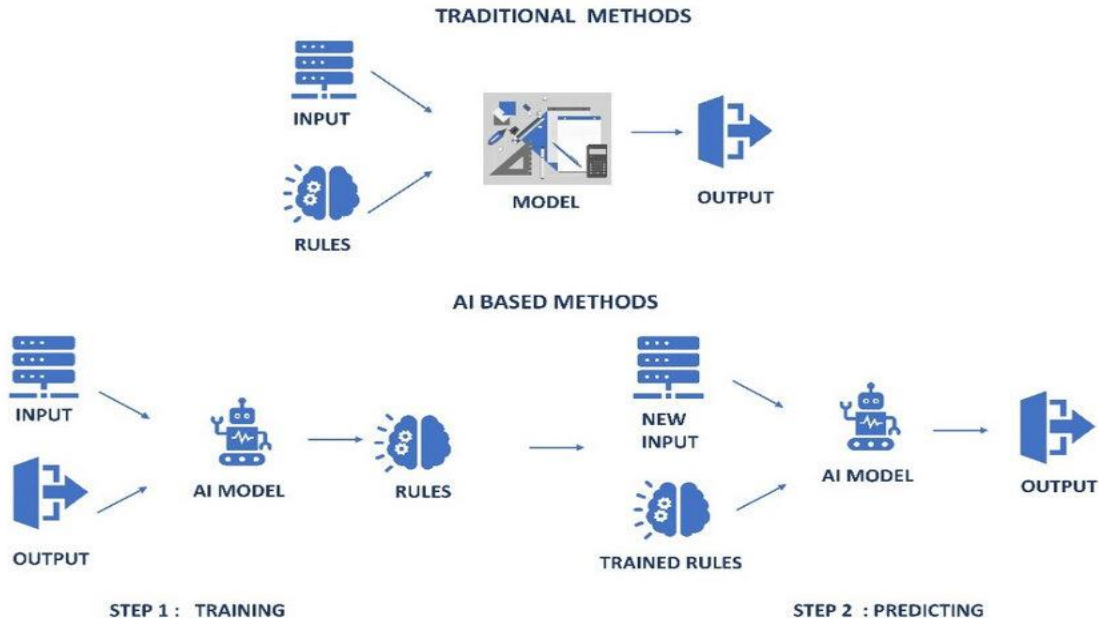 TRADITIONAL METHODS
INPUT
RULES
MODEL
OUTPUT
AI BASED METHODS
INPUT
OUTPUT
AI MODEL
RULES
NEW
INPUT
TRAINED RULES
AI MODEL
OUTPUT
STEP 1 : TRAINING
STEP 2 : PREDICTING